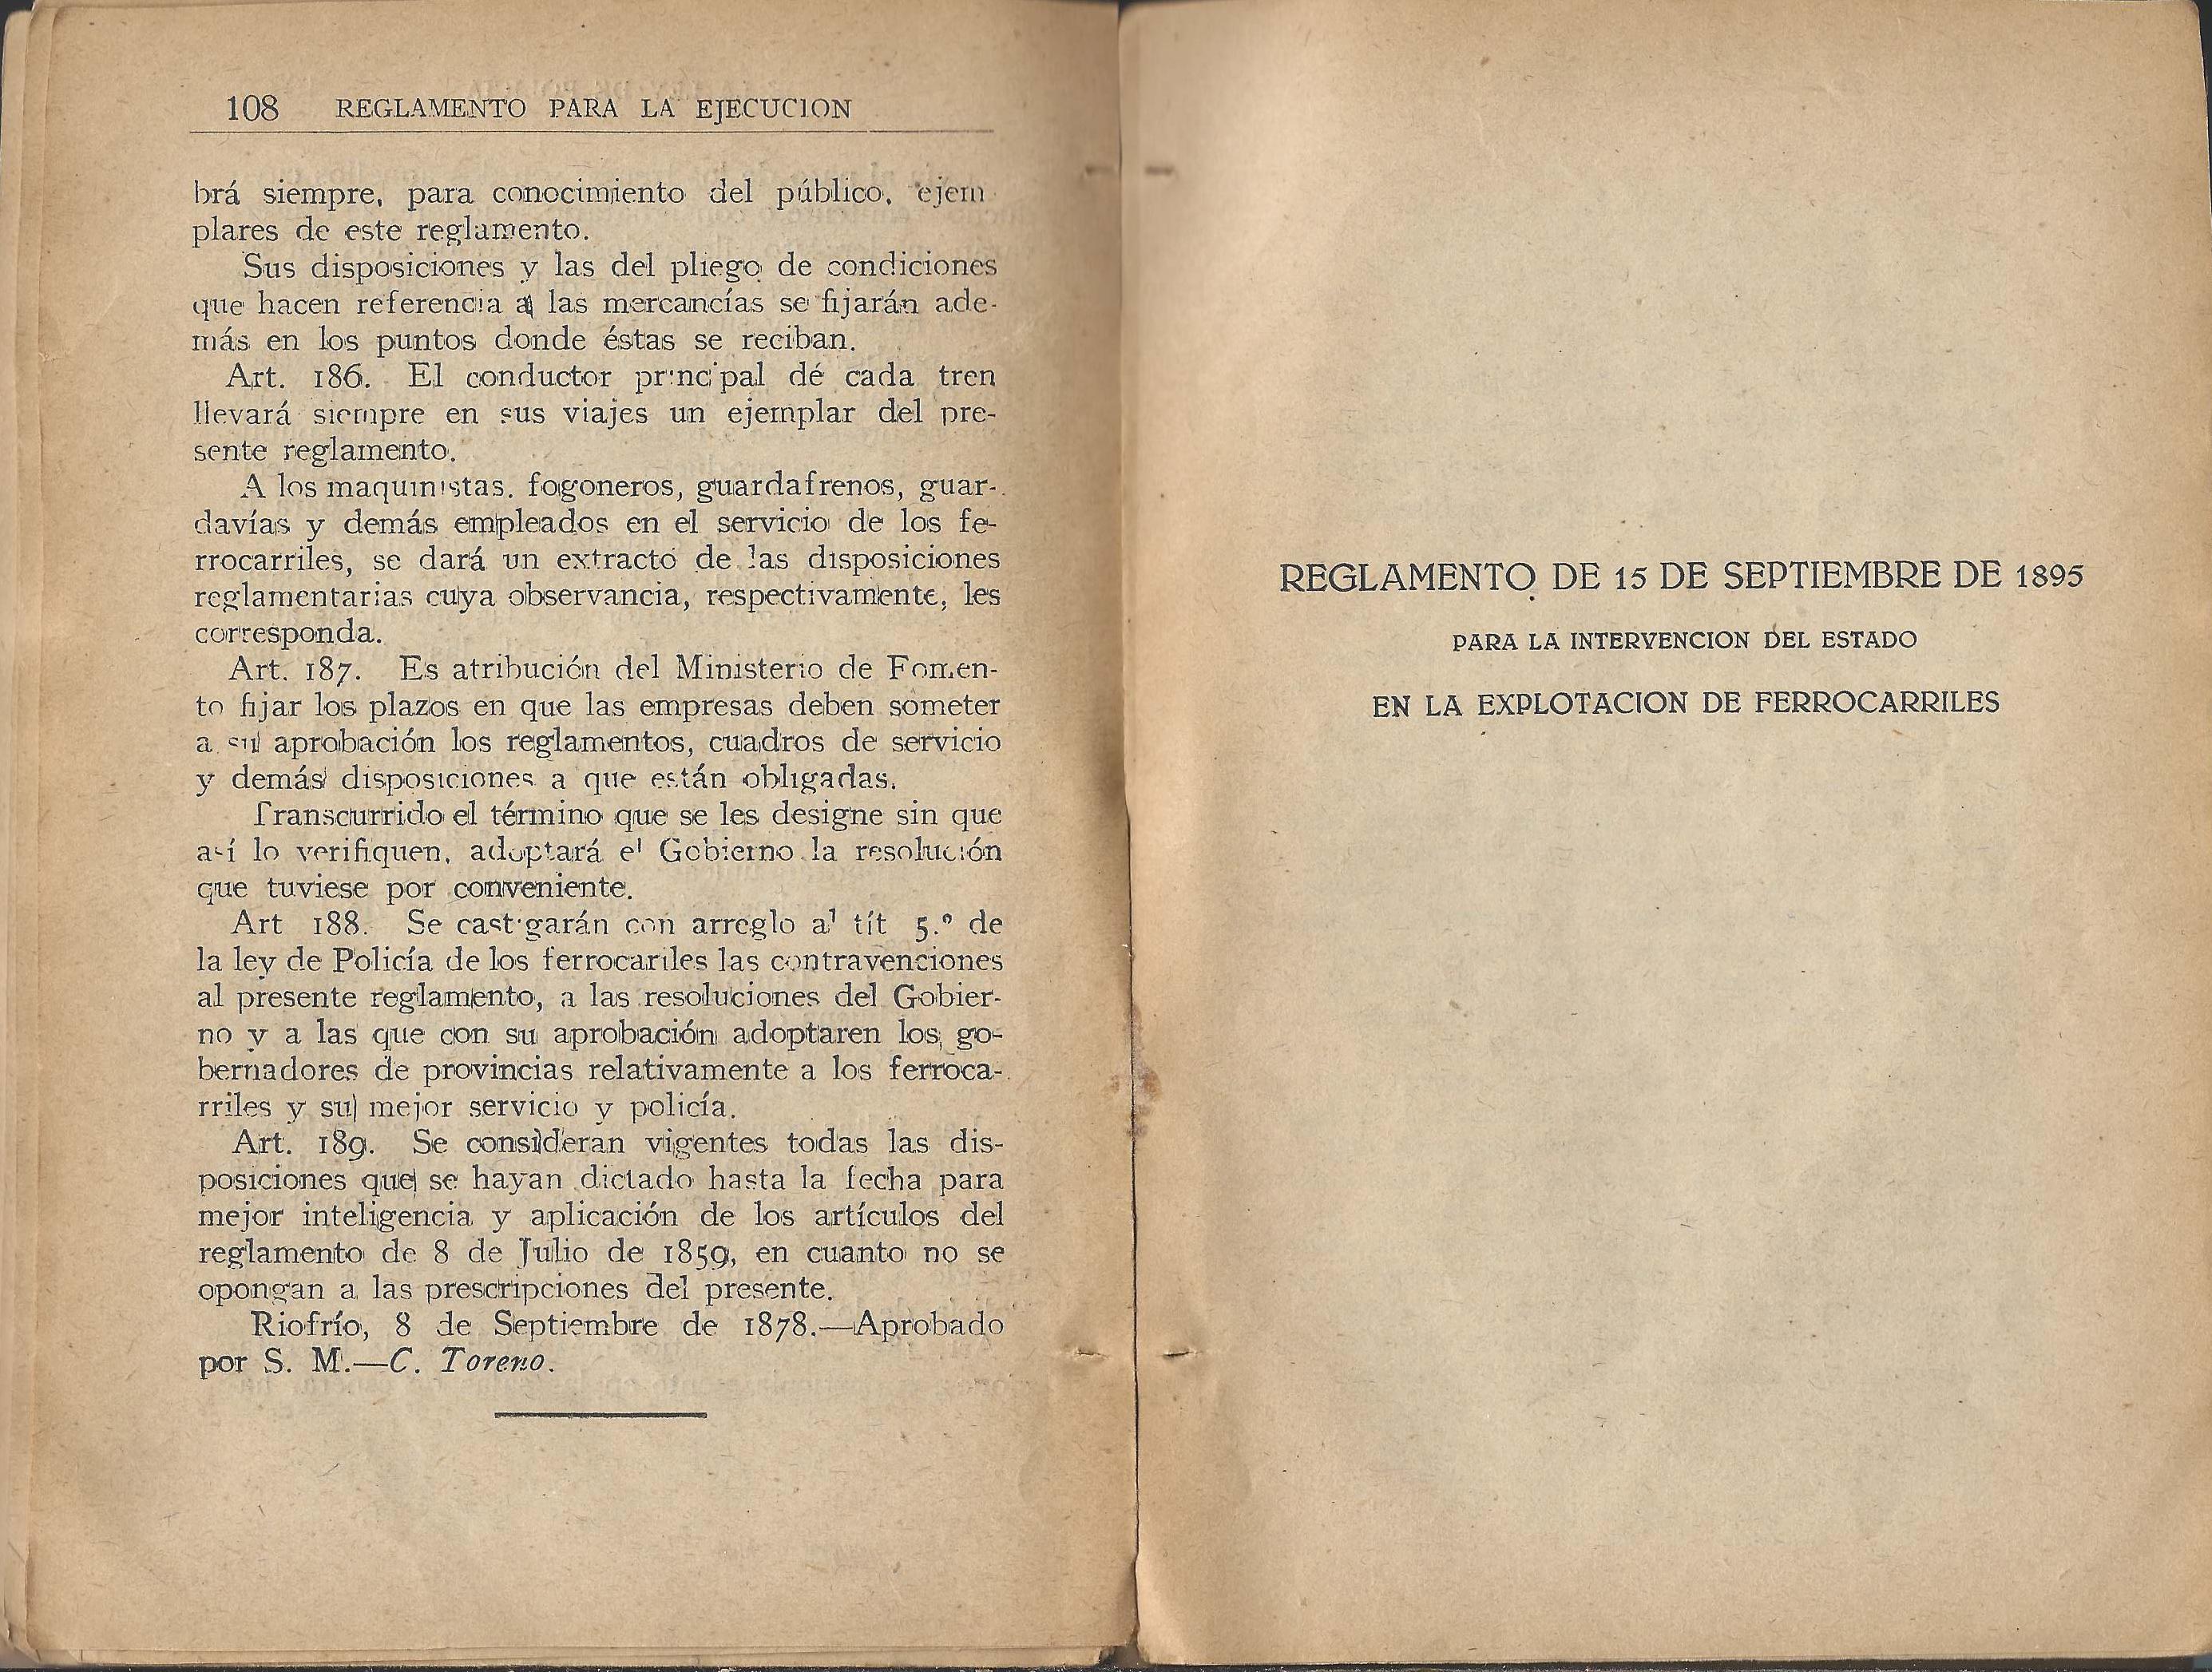 108 REGLAMENTO PARA LA EJECUCION
brá siempre, para conocimiento del público, ejem
plares de este reglamento.
Sus disposiciones y las del pliego de condiciones
que hacen referencia a las mercancías se fijarán ade-
más en los puntos donde éstas se reciban.
Art. 186. El conductor principal dé cada tren
llevará siempre en sus viajes un ejemplar del pre-
sente reglamento.
A los maquinistas. fogoneros, guardafrenos, guar-
davías y demás empleados en el servicio de los fe-
rrocarriles, se dará un extracto de las disposiciones
reglamentarias cuya observancia, respectivamente, les
corresponda.
Art. 187. Es atribución del Ministerio de Fomen-
to fijar los plazos en que las empresas deben someter
a su aprobación los reglamentos, cuadros de servicio
y demás disposiciones a que están obligadas.
Transcurrido el término que se les designe sin que
así lo verifiquen, adoptará el Gobierno la resolución
que tuviese por conveniente.
Art 188. Se castigarán con arreglo al tít 5.º de
la ley de Policía de los ferrocariles las contravenciones
al presente reglamento, a las resoluciones del Gobier-
no y a las que con su aprobación adoptaren los go-
bernadores de provincias relativamente a los ferroca-
rriles y su mejor servicio y policía.
Art. 189. Se consideran vigentes todas las dis-
posiciones que se hayan dictado hasta la fecha para
mejor inteligencia y aplicación de los artículos del
reglamento de 8 de Julio de 1859, en cuanto no se
opongan a las prescripciones del presente.
Riofrío, 8 de Septiembre de 1878.—Aprobado
por S. M.—C. Toreno.
REGLAMENTO DE 15 DE SEPTIEMBRE DE 1895
PARA LA INTERVENCION DEL ESTADO
EN LA EXPLOTACION DE FERROCARRILES